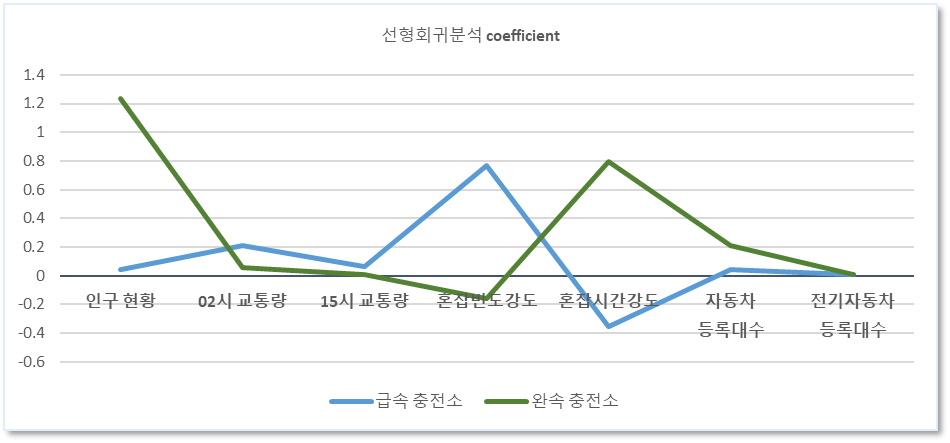 선형회귀분석 coefficient
1.4
1.2
1
0.8
0.6
0.4
0.2
0
-0.2
-0.4
-0.6
인구 현황
02시 교통량
15시 교통량
혼잡빈도강도
혼잡시간강도
자동차
등록대수
전기자동차
등록대수
급속 충전소
완속 충전소